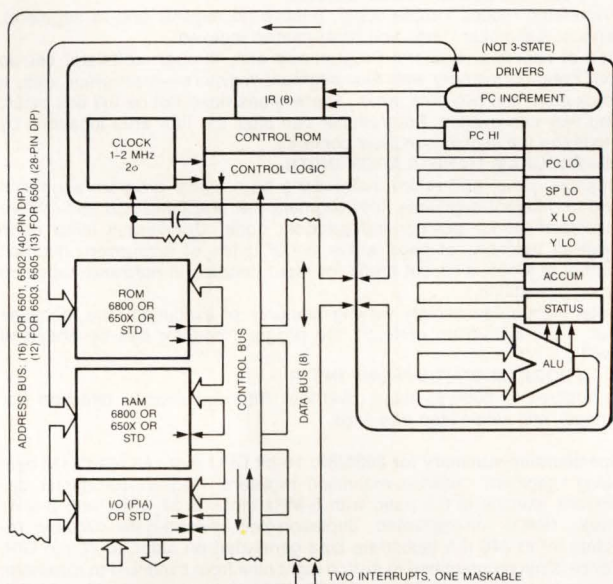 (NOT 3-STATE)
DRIVERS
PC INCREMENT
IR (8)
CONTROL ROM
CONTROL LOGIC
CLOCK
1–2 MHz
2σ
PC HI
PC LO
SP LO
X LO
Y LO
ACCUM
STATUS
ALU
ADDRESS BUS: (16) FOR 6501, 6502 (40-PIN DIP)
(12) FOR 6503, 6505 (13) FOR 6504 (28-PIN DIP)
ROM
6800 OR
650X OR
STD
RAM
6800 OR
650X OR
STD
I/O (PIA)
OR STD
CONTROL BUS
DATA BUS (8)
TWO INTERRUPTS, ONE MASKABLE